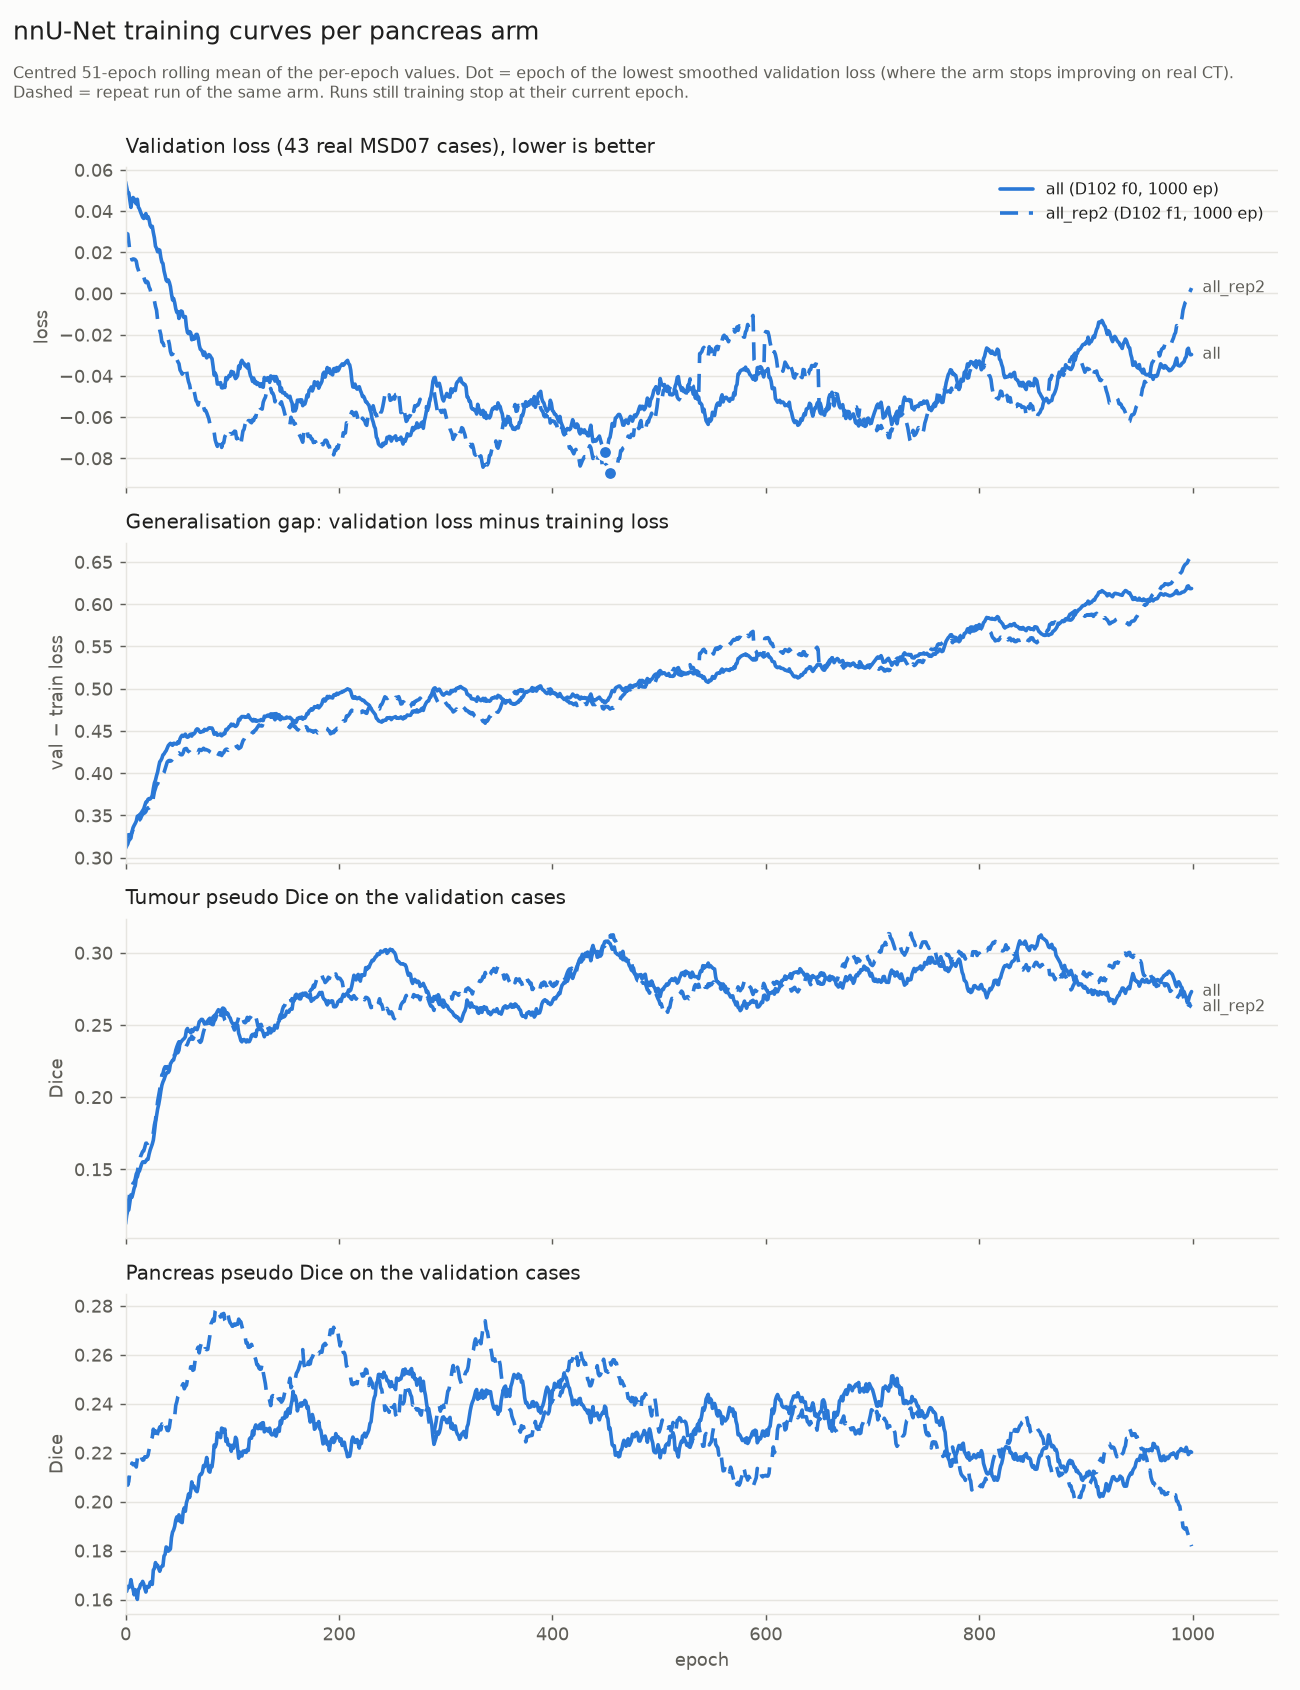 nnU-Net training curves per pancreas arm
Centred 51-epoch rolling mean of the per-epoch values. Dot = epoch of the lowest smoothed validation loss (where the arm stops improving on real CT).
Dashed = repeat run of the same arm. Runs still training stop at their current epoch.
Validation loss (43 real MSD07 cases), lower is better
0.06
0.04
0.02
0.00
−0.02
−0.04
−0.06
−0.08
loss
all (D102 f0, 1000 ep)
all_rep2 (D102 f1, 1000 ep)
all_rep2
all
Generalisation gap: validation loss minus training loss
0.65
0.60
0.55
0.50
0.45
0.40
0.35
0.30
val − train loss
Tumour pseudo Dice on the validation cases
0.30
0.25
0.20
0.15
Dice
all
all_rep2
Pancreas pseudo Dice on the validation cases
0.28
0.26
0.24
0.22
0.20
0.18
0.16
Dice
0 200 400 600 800 1000
epoch